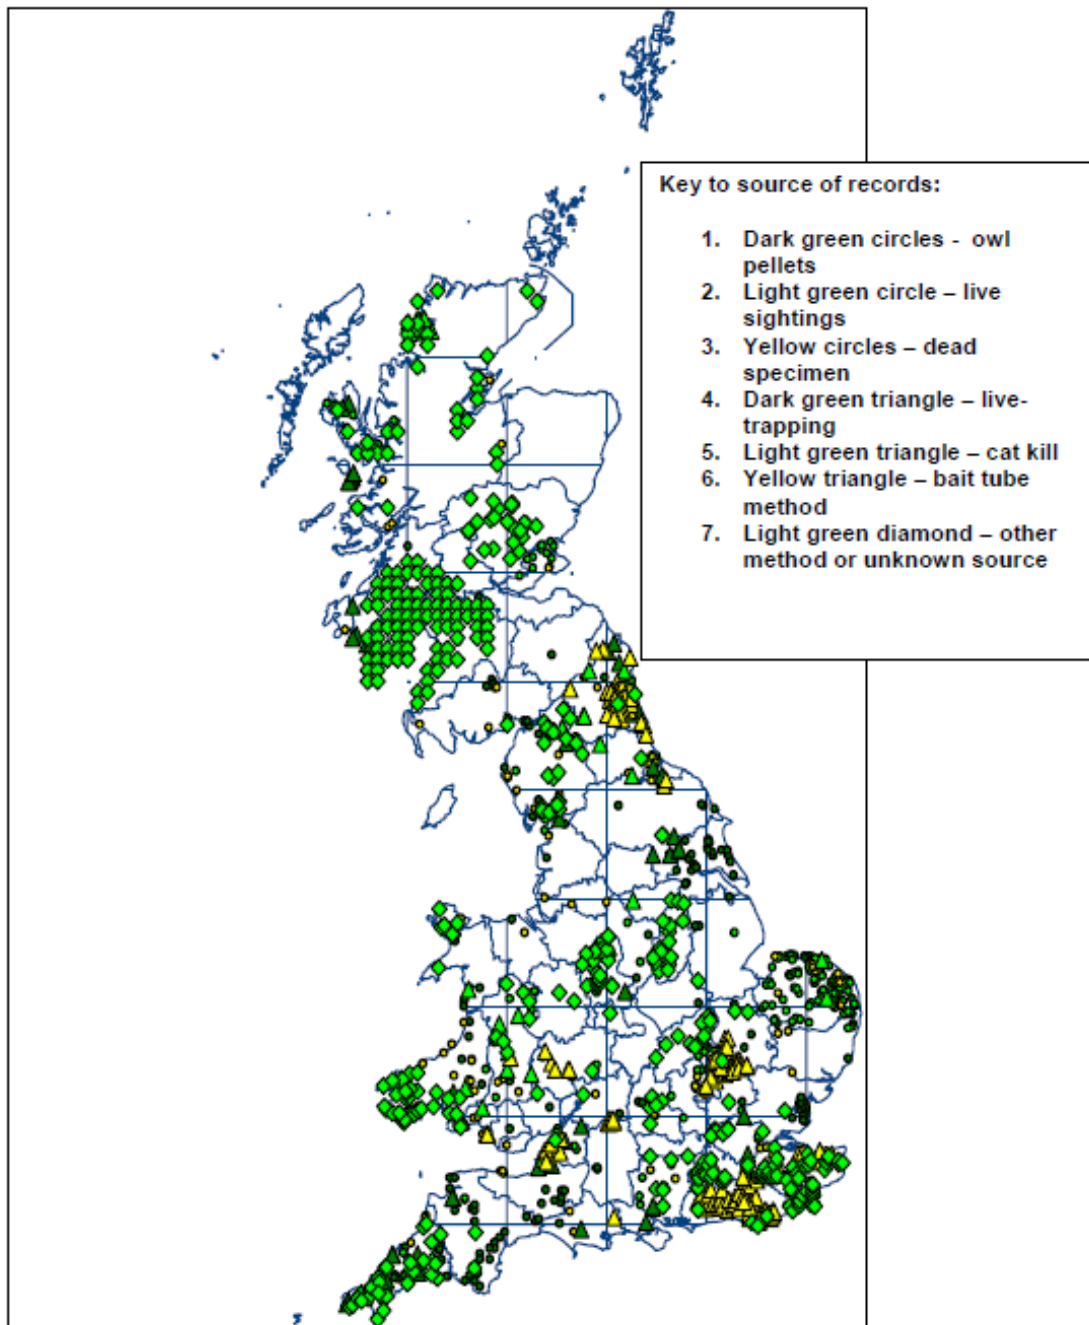 Key to source of records:
1. Dark green circles - owl
pellets
2. Light green circle – live
sightings
3. Yellow circles – dead
specimen
4. Dark green triangle – live-
trapping
5. Light green triangle – cat kill
6. Yellow triangle – bait tube
method
7. Light green diamond – other
method or unknown source